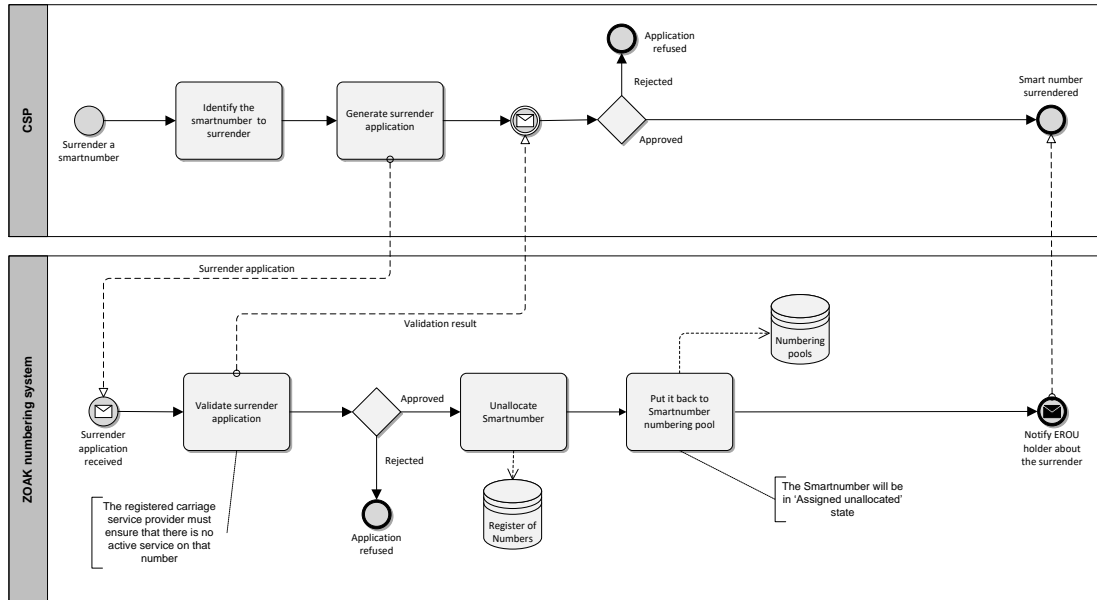 CSP
Surrender a
smartnumber
Identify the
smartnumber to
surrender
Generate surrender
application
Application
refused
Rejected
Approved
Smart number
surrendered
ZOAK numbering system
Surrender application
Validation result
Surrender
application
received
Validate surrender
application
The registered carriage
service provider must
ensure that there is no
active service on that
number
Approved
Rejected
Application
refused
Unallocate
Smartnumber
Register of
Numbers
Put it back to
Smartnumber
numbering pool
Numbering
pools
The Smartnumber will be
in ‘Assigned unallocated’
state
Notify EROU
holder about
the surrender